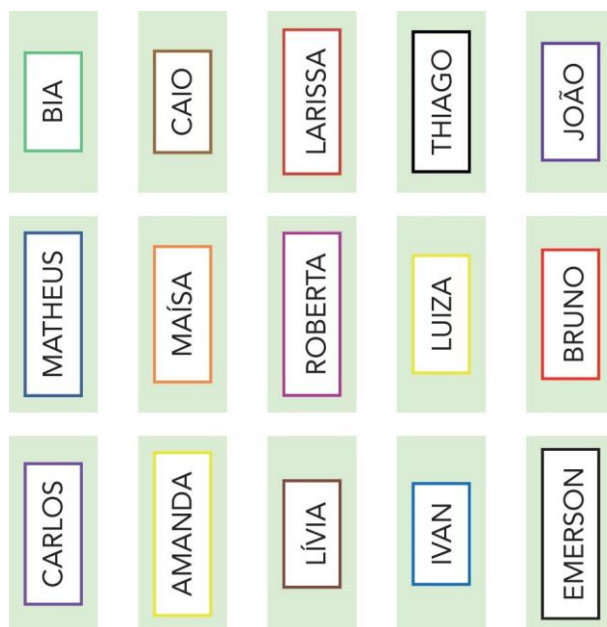 CARLOS
MATHEUS
BIA
AMANDA
MAÍSA
CAIO
LÍVIA
ROBERTA
LARISSA
IVAN
LUIZA
THIAGO
EMERSON
BRUNO
JOÃO